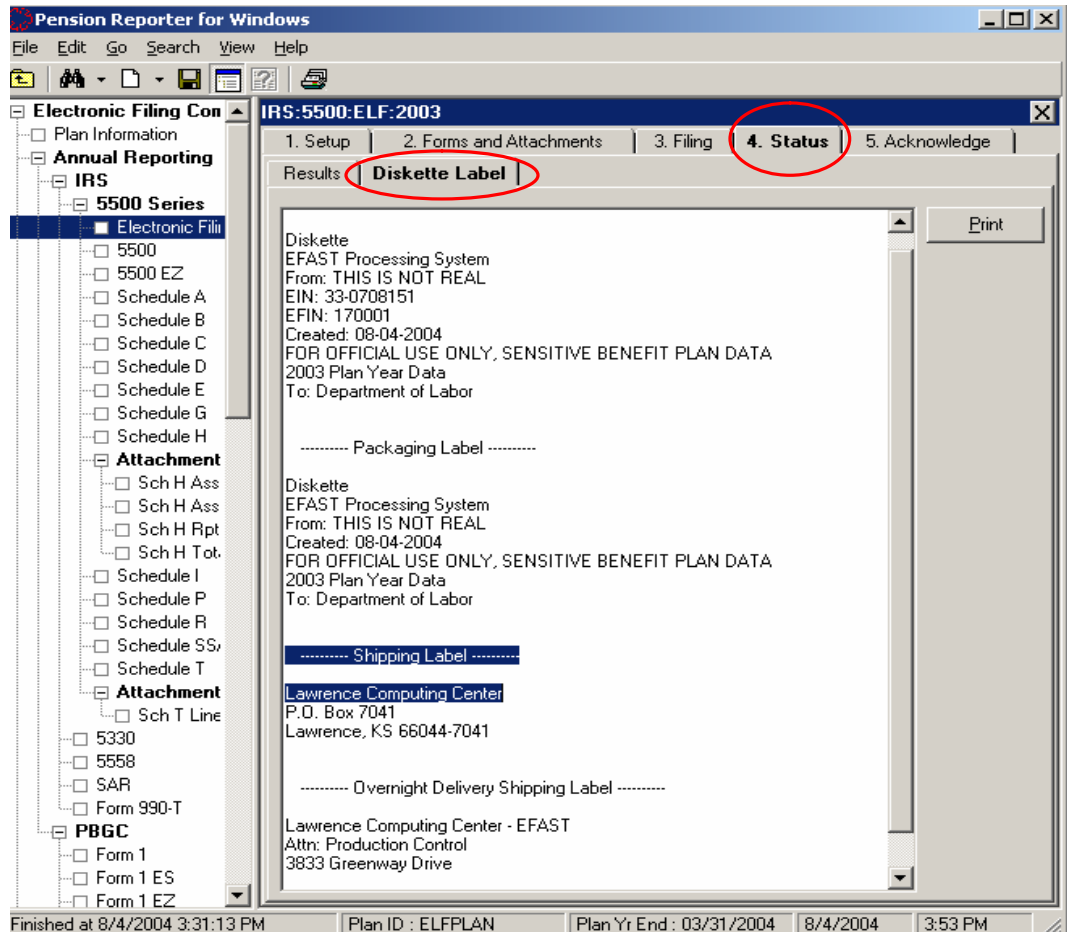 Pension Reporter for Windows
File Edit Go Search View Help
Electronic Filing Con
Plan Information
Annual Reporting
IRS
5500 Series
Electronic Filin
5500
5500 EZ
Schedule A
Schedule B
Schedule C
Schedule D
Schedule E
Schedule G
Schedule H
Attachment
Sch H Ass
Sch H Ass
Sch H Rpt
Sch H Tot
Schedule I
Schedule P
Schedule R
Schedule SS
Schedule T
Attachment
Sch T Line
5330
5558
SAR
Form 990-T
PBGC
Form 1
Form 1 ES
Form 1 EZ
IRS:5500:ELF:2003
1. Setup 2. Forms and Attachments 3. Filing 4. Status 5. Acknowledge
Results Diskette Label
Print
Diskette
EFAST Processing System
From: THIS IS NOT REAL
EIN: 33-0708151
EFIN: 170001
Created: 08-04-2004
FOR OFFICIAL USE ONLY, SENSITIVE BENEFIT PLAN DATA
2003 Plan Year Data
To: Department of Labor
---------- Packaging Label ----------
Diskette
EFAST Processing System
From: THIS IS NOT REAL
Created: 08-04-2004
FOR OFFICIAL USE ONLY, SENSITIVE BENEFIT PLAN DATA
2003 Plan Year Data
To: Department of Labor
---------- Shipping Label ----------
Lawrence Computing Center
P.O. Box 7041
Lawrence, KS 66044-7041
---------- Overnight Delivery Shipping Label ----------
Lawrence Computing Center - EFAST
Attn: Production Control
3833 Greenway Drive
Finished at 8/4/2004 3:31:13 PM Plan ID : ELFPLAN Plan Yr End : 03/31/2004 8/4/2004 3:53 PM